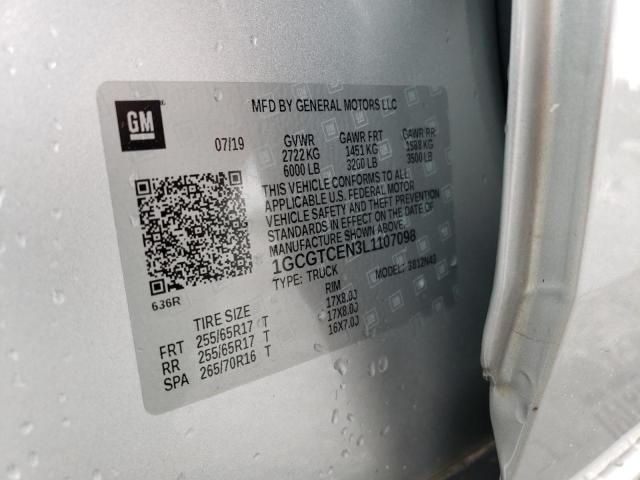 GM
MFD BY GENERAL MOTORS LLC
07/19 GVWR GAWR FRT GAWR RR
2722 KG 1451 KG 1588 KG
6000 LB 3200 LB 3500 LB
THIS VEHICLE CONFORMS TO ALL
APPLICABLE U.S. FEDERAL MOTOR
VEHICLE SAFETY AND THEFT PREVENTION
STANDARDS IN EFFECT ON THE DATE OF
MANUFACTURE SHOWN ABOVE.
1GCGTCEN3L1107098
TYPE: TRUCK MODEL: 3812N43
636R
TIRE SIZE RIM
FRT 255/65R17 T 17X8.0J
RR 255/65R17 T 17X8.0J
SPA 265/70R16 T 16X7.0J